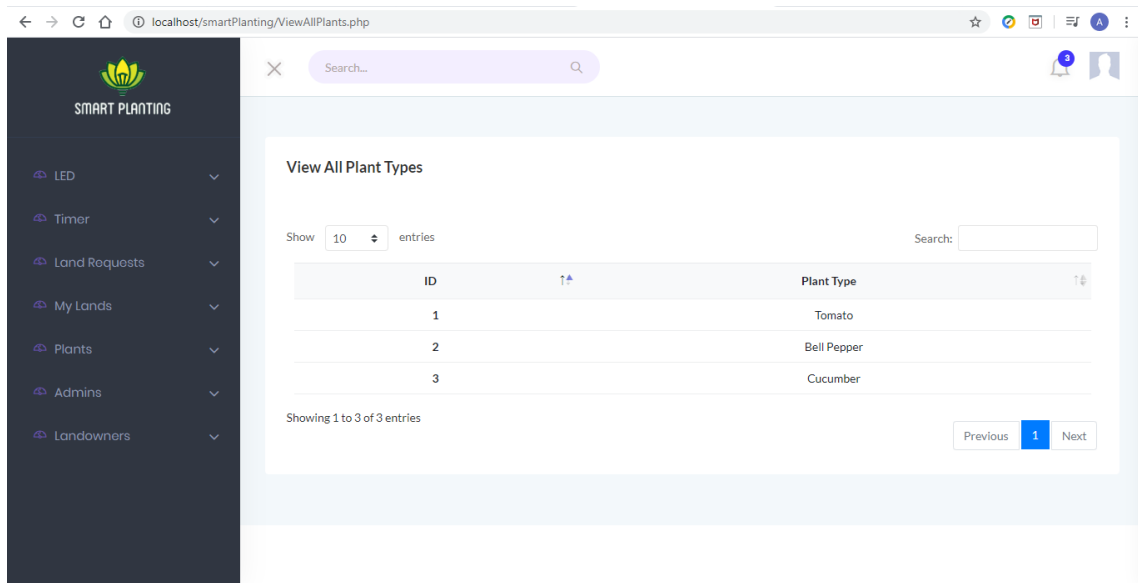 localhost/smartPlanting/ViewAllPlants.php
A
SMART PLANTING
Search...
3
LED
Timer
Land Requests
My Lands
Plants
Admins
Landowners
View All Plant Types
Show 10 entries Search:
ID Plant Type
1 Tomato
2 Bell Pepper
3 Cucumber
Showing 1 to 3 of 3 entries
Previous 1 Next